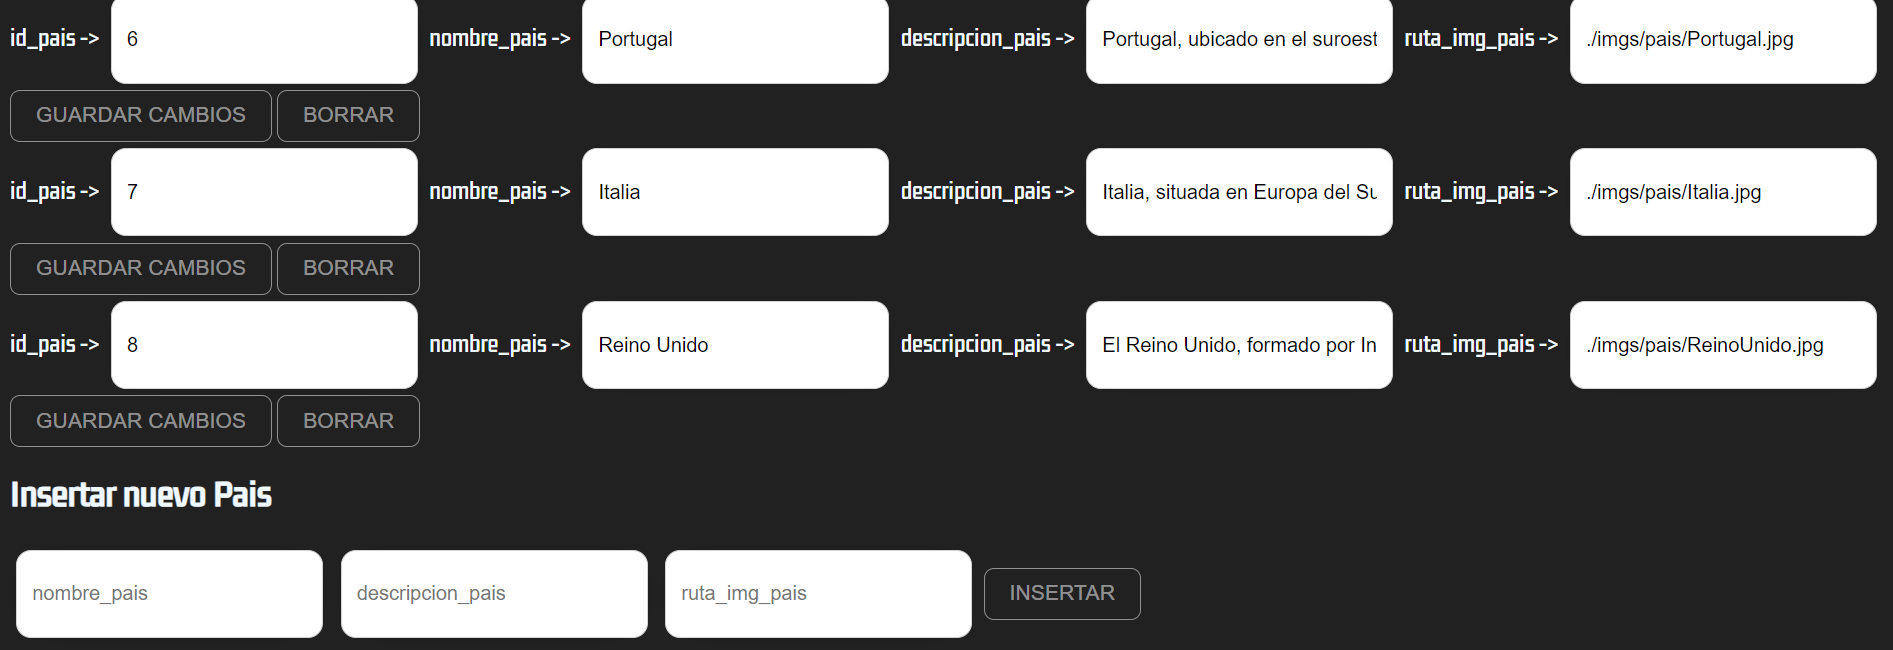 id_pais -> 6 nombre_pais -> Portugal descripcion_pais -> Portugal, ubicado en el suroest ruta_img_pais -> ./imgs/pais/Portugal.jpg
GUARDAR CAMBIOS BORRAR
id_pais -> 7 nombre_pais -> Italia descripcion_pais -> Italia, situada en Europa del Su ruta_img_pais -> ./imgs/pais/Italia.jpg
GUARDAR CAMBIOS BORRAR
id_pais -> 8 nombre_pais -> Reino Unido descripcion_pais -> El Reino Unido, formado por In ruta_img_pais -> ./imgs/pais/ReinoUnido.jpg
GUARDAR CAMBIOS BORRAR
Insertar nuevo Pais
nombre_pais descripcion_pais ruta_img_pais INSERTAR